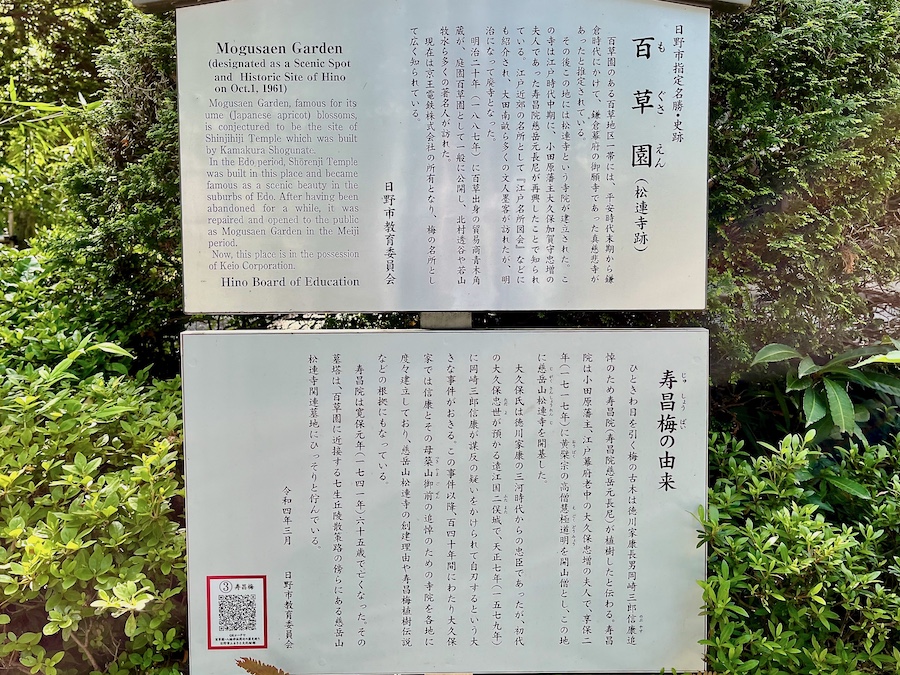 Mogusaen Garden
(designated as a Scenic Spot
and Historic Site of Hino
on Oct.1, 1961)
Mogusaen Garden, famous for its
ume (Japanese apricot) blossoms,
is conjectured to be the site of
Shinjihiji Temple which was built
by Kamakura Shogunate.
In the Edo period, Shōrenji Temple
was built in this place and became
famous as a scenic beauty in the
suburbs of Edo. After having been
abandoned for a while, it was
repaired and opened to the public
as Mogusaen Garden in the Meiji
period.
Now, this place is in the possession
of Keio Corporation.
Hino Board of Education
日野市指定名勝・史跡
百草園(松連寺跡)
も ぐさ えん
百草園のある百草地区一帯には、平安時代末期から鎌
倉時代にかけて、鎌倉幕府の御願寺であった真慈悲寺が
あったと推定されている。
その後この地には松連寺という寺院が建立された。こ
の寺は江戸時代中期に、小田原藩主大久保加賀守忠増の
夫人であった寿昌院慈岳元長尼が再興したことで知られ
ている。江戸近郊の名所として『江戸名所図会』などに
も紹介され、大田南畝ら多くの文人墨客が訪れたが、明
治になって廃寺となった。
明治二十年(一八八七年)に百草出身の貿易商青木角
蔵が、庭園百草園として一般に公開し、北村透谷や若山
牧水ら多くの著名人が訪れた。
現在は京王電鉄株式会社の所有となり、梅の名所とし
て広く知られている。
日野市教育委員会
寿昌梅の由来
じゅ しょう ばい
ひときわ目を引く梅の古木は徳川家康長男岡崎三郎信康追
のぶやす
悼のため寿昌院(寿昌院慈岳元長尼)が植樹したと伝わる。寿昌
院は小田原藩主、江戸幕府老中の大久保忠増の夫人で、享保二
年(一七一七年)に黄檗宗の高僧慧極道明を開山僧とし、この地
に慈岳山松連寺を開基した。
大久保氏は徳川家康の三河時代からの忠臣であったが、初代
の大久保忠世が預かる遠江国二俣城で、天正七年(一五七九年)
に岡崎三郎信康が謀反の疑いをかけられて自刃するという大
きな事件がおきる。この事件以降、百四十年間にわたり大久保
家では信康とその母築山御前の追悼のための寺院を各地に
度々建立しており、慈岳山松連寺の創建理由や寿昌梅植樹伝説
などの根拠にもなっている。
寿昌院は寛保元年(一七四一年)六十五歳で亡くなった。その
墓塔は、百草園に近接する七生丘陵散策路の傍らにある慈岳山
松連寺関連墓地にひっそりと佇んでいる。
令和四年三月
日野市教育委員会
③寿昌梅